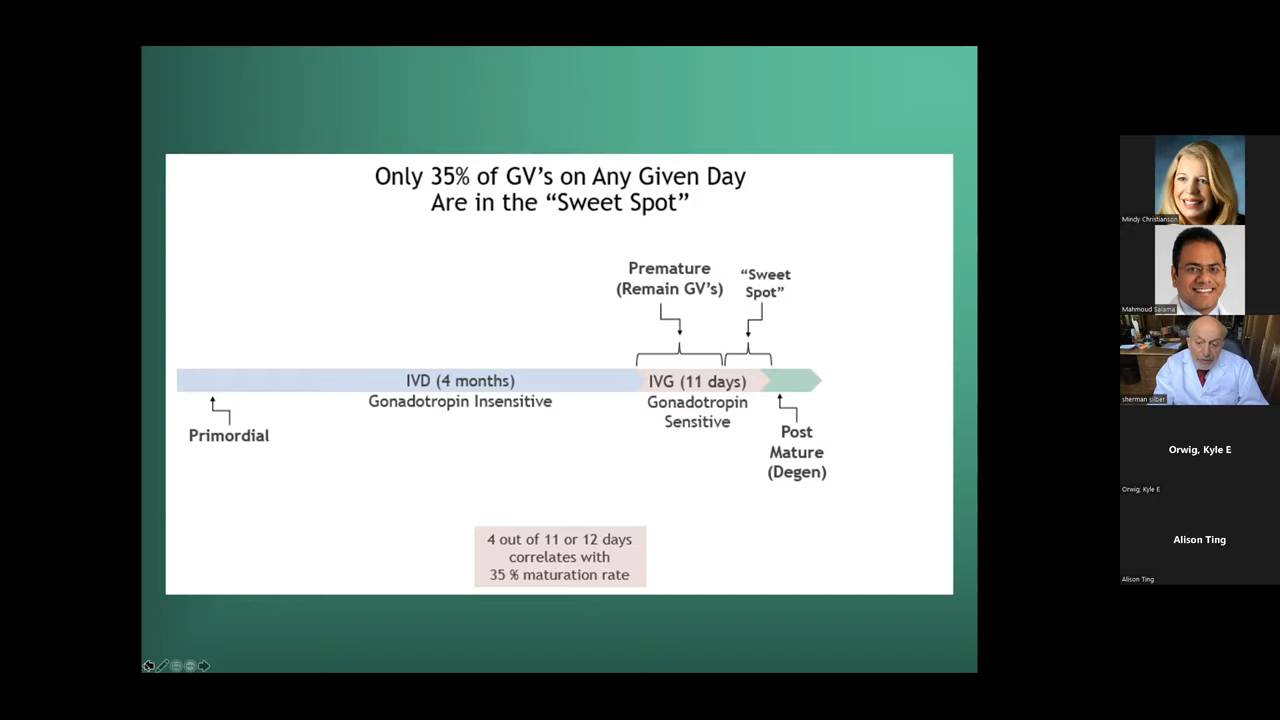 Only 35% of GV's on Any Given Day
Are in the “Sweet Spot”
Premature
(Remain GV's)
“Sweet
Spot”
IVD (4 months)
Gonadotropin Insensitive
IVG (11 days)
Gonadotropin
Sensitive
Primordial
Post
Mature
(Degen)
4 out of 11 or 12 days
correlates with
35 % maturation rate
Mindy Christianson
Mahmoud Salama
sherman silber
Orwig, Kyle E
Orwig, Kyle E
Alison Ting
Alison Ting